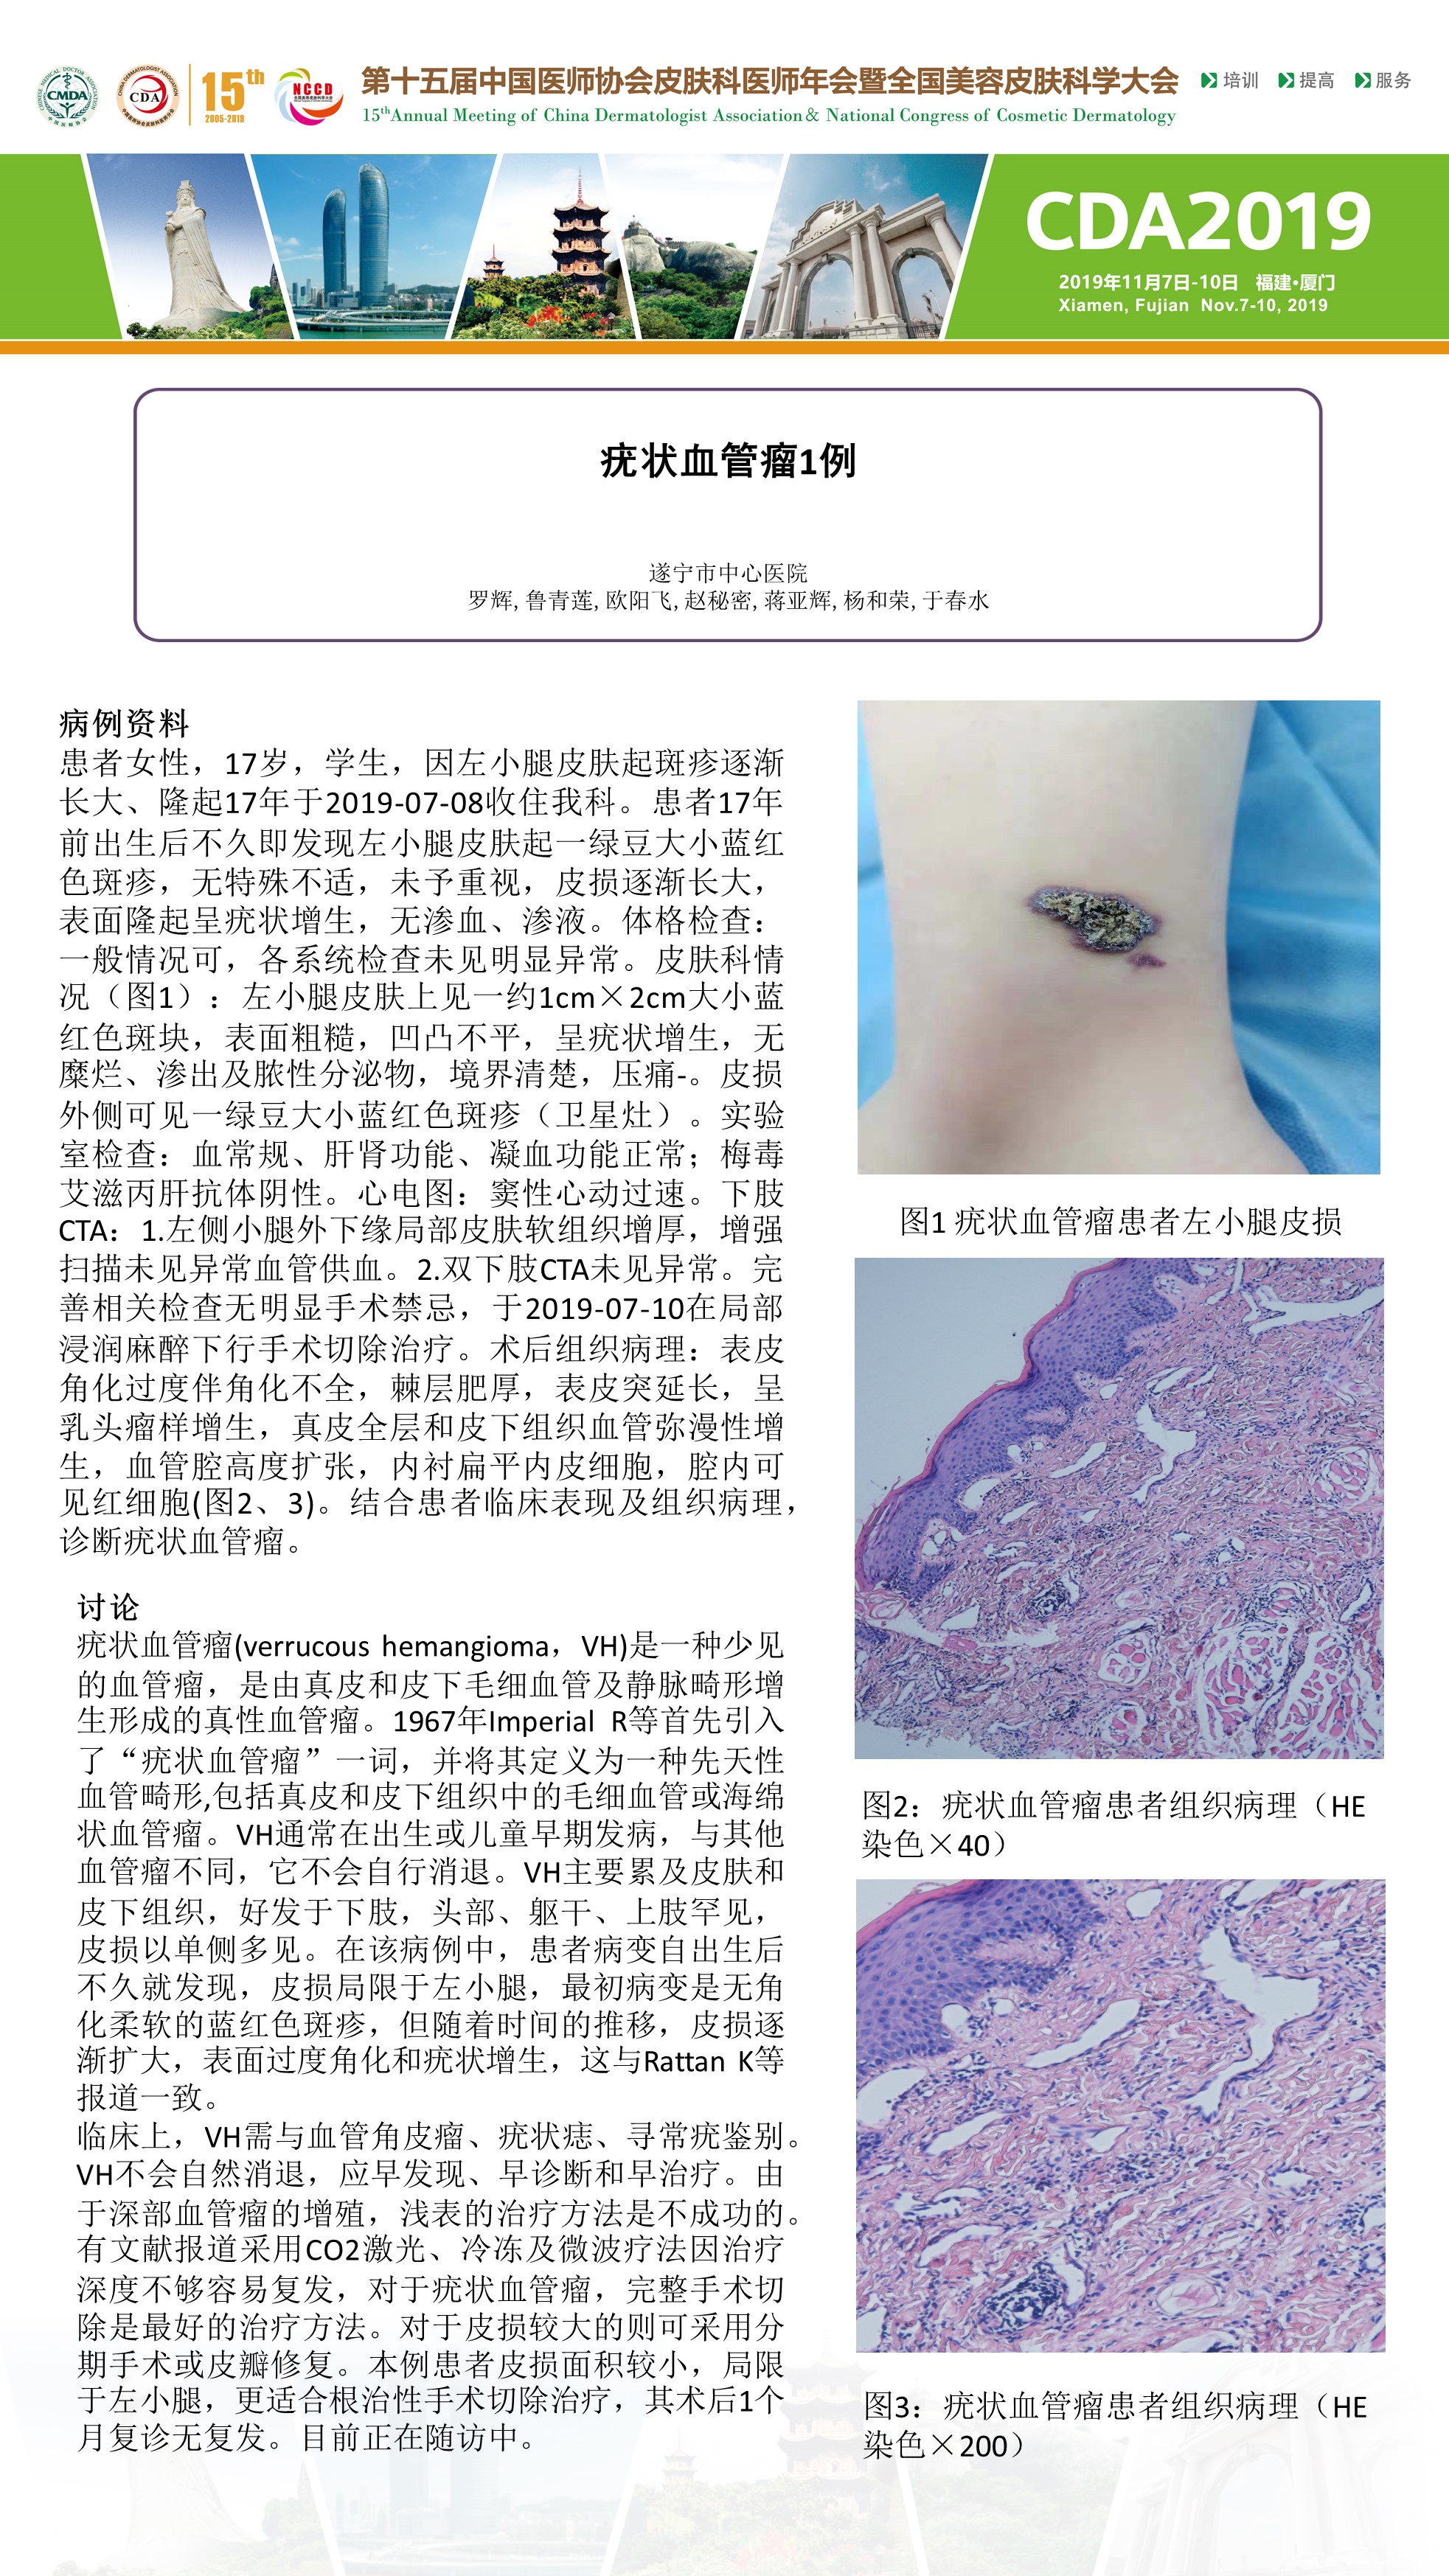 CMDA
CHINESE MEDICAL DOCTOR ASSOCIATION
中国医师协会
CDA
CHINA DERMATOLOGIST ASSOCIATION
15th
2005-2019
NCCD
第十五届中国医师协会皮肤科医师年会暨全国美容皮肤科学大会
15thAnnual Meeting of China Dermatologist Association& National Congress of Cosmetic Dermatology
培训 提高 服务
CDA2019
2019年11月7日-10日 福建•厦门
Xiamen, Fujian Nov.7-10, 2019
疣状血管瘤1例
遂宁市中心医院
罗辉, 鲁青莲, 欧阳飞, 赵秘密, 蒋亚辉, 杨和荣, 于春水
病例资料
患者女性，17岁，学生，因左小腿皮肤起斑疹逐渐
长大、隆起17年于2019-07-08收住我科。患者17年
前出生后不久即发现左小腿皮肤起一绿豆大小蓝红
色斑疹，无特殊不适，未予重视，皮损逐渐长大，
表面隆起呈疣状增生，无渗血、渗液。体格检查：
一般情况可，各系统检查未见明显异常。皮肤科情
况（图1）：左小腿皮肤上见一约1cm×2cm大小蓝
红色斑块，表面粗糙，凹凸不平，呈疣状增生，无
糜烂、渗出及脓性分泌物，境界清楚，压痛-。皮损
外侧可见一绿豆大小蓝红色斑疹（卫星灶）。实验
室检查：血常规、肝肾功能、凝血功能正常；梅毒
艾滋丙肝抗体阴性。心电图：窦性心动过速。下肢
CTA：1.左侧小腿外下缘局部皮肤软组织增厚，增强
扫描未见异常血管供血。2.双下肢CTA未见异常。完
善相关检查无明显手术禁忌，于2019-07-10在局部
浸润麻醉下行手术切除治疗。术后组织病理：表皮
角化过度伴角化不全，棘层肥厚，表皮突延长，呈
乳头瘤样增生，真皮全层和皮下组织血管弥漫性增
生，血管腔高度扩张，内衬扁平内皮细胞，腔内可
见红细胞(图2、3)。结合患者临床表现及组织病理，
诊断疣状血管瘤。
讨论
疣状血管瘤(verrucous hemangioma，VH)是一种少见
的血管瘤，是由真皮和皮下毛细血管及静脉畸形增
生形成的真性血管瘤。1967年Imperial R等首先引入
了“疣状血管瘤”一词，并将其定义为一种先天性
血管畸形,包括真皮和皮下组织中的毛细血管或海绵
状血管瘤。VH通常在出生或儿童早期发病，与其他
血管瘤不同，它不会自行消退。VH主要累及皮肤和
皮下组织，好发于下肢，头部、躯干、上肢罕见，
皮损以单侧多见。在该病例中，患者病变自出生后
不久就发现，皮损局限于左小腿，最初病变是无角
化柔软的蓝红色斑疹，但随着时间的推移，皮损逐
渐扩大，表面过度角化和疣状增生，这与Rattan K等
报道一致。
临床上，VH需与血管角皮瘤、疣状痣、寻常疣鉴别。
VH不会自然消退，应早发现、早诊断和早治疗。由
于深部血管瘤的增殖，浅表的治疗方法是不成功的。
有文献报道采用CO2激光、冷冻及微波疗法因治疗
深度不够容易复发，对于疣状血管瘤，完整手术切
除是最好的治疗方法。对于皮损较大的则可采用分
期手术或皮瓣修复。本例患者皮损面积较小，局限
于左小腿，更适合根治性手术切除治疗，其术后1个
月复诊无复发。目前正在随访中。
图1 疣状血管瘤患者左小腿皮损
图2：疣状血管瘤患者组织病理（HE
染色×40）
图3：疣状血管瘤患者组织病理（HE
染色×200）